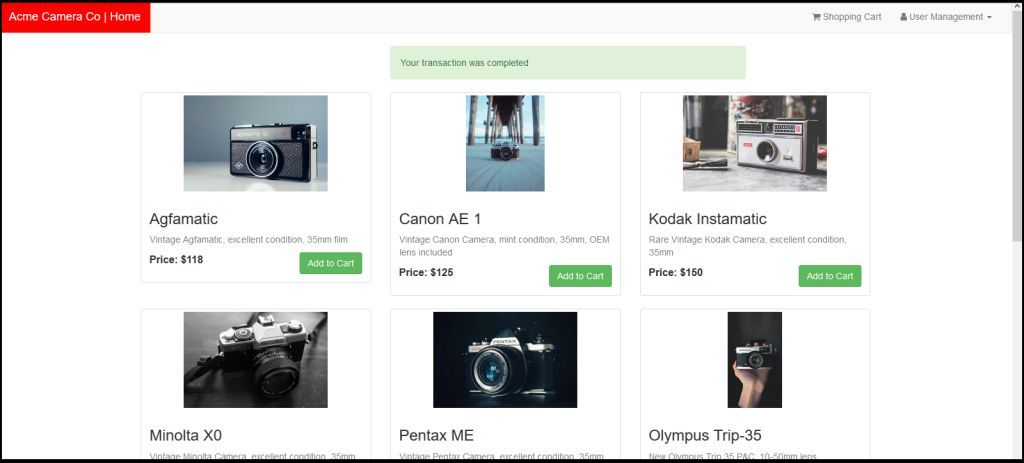 Acme Camera Co | Home
Shopping Cart
User Management
Your transaction was completed
AGFAMATIC
PENTAX
Agfamatic
Vintage Agfamatic, excellent condition, 35mm film
Price: $118
Add to Cart
Canon AE 1
Vintage Canon Camera, mint condition, 35mm, OEM
lens included
Price: $125
Add to Cart
Kodak Instamatic
Rare Vintage Kodak Camera, excellent condition,
35mm
Price: $150
Add to Cart
Minolta X0
Vintage Minolta Camera, excellent condition, 35mm
Pentax ME
Vintage Pentax Camera, excellent condition, 35mm
Olympus Trip-35
New Olympus Trip 35 P&C, 10-50mm lens